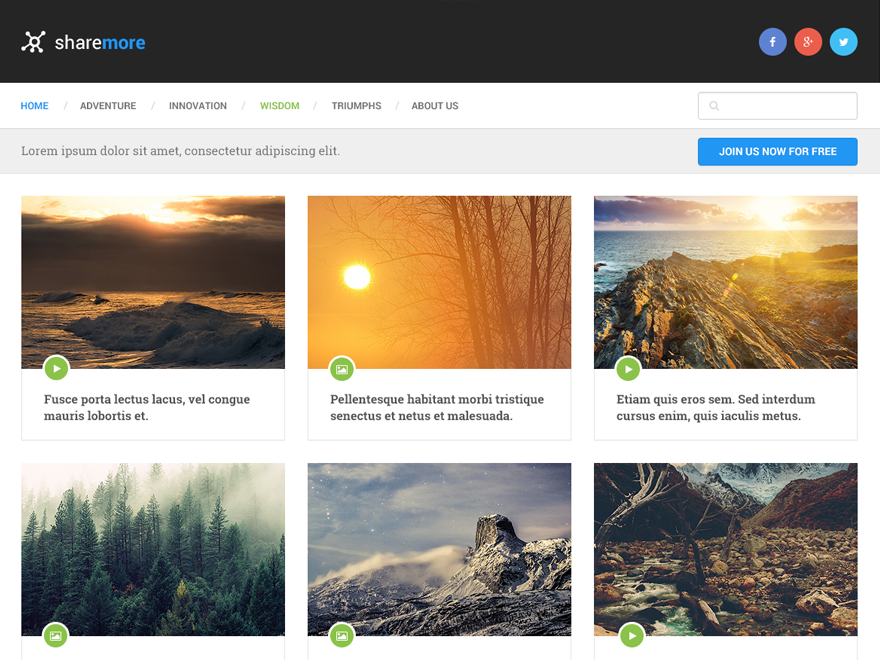 sharemore
HOME / ADVENTURE / INNOVATION / WISDOM / TRIUMPHS / ABOUT US
Lorem ipsum dolor sit amet, consectetur adipiscing elit.
JOIN US NOW FOR FREE
Fusce porta lectus lacus, vel congue
mauris lobortis et.
Pellentesque habitant morbi tristique
senectus et netus et malesuada.
Etiam quis eros sem. Sed interdum
cursus enim, quis iaculis metus.